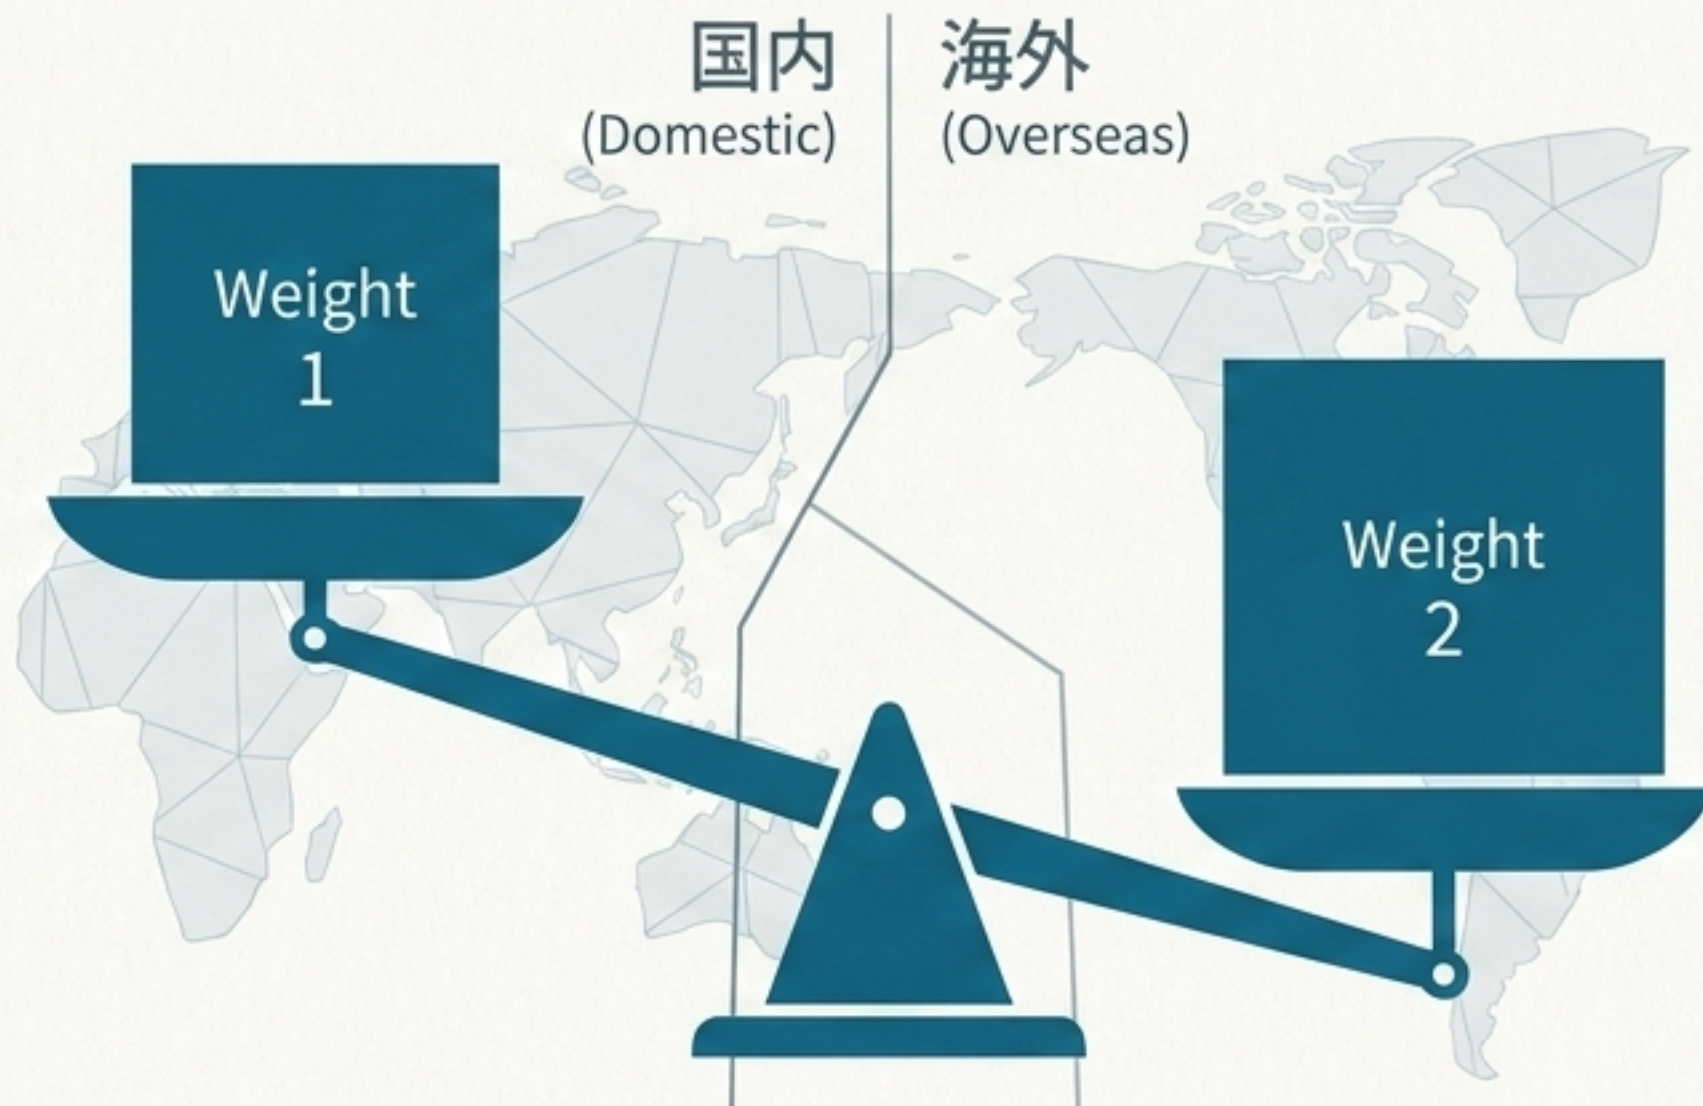 国内
(Domestic)
海外
(Overseas)
Weight
1
Weight
2